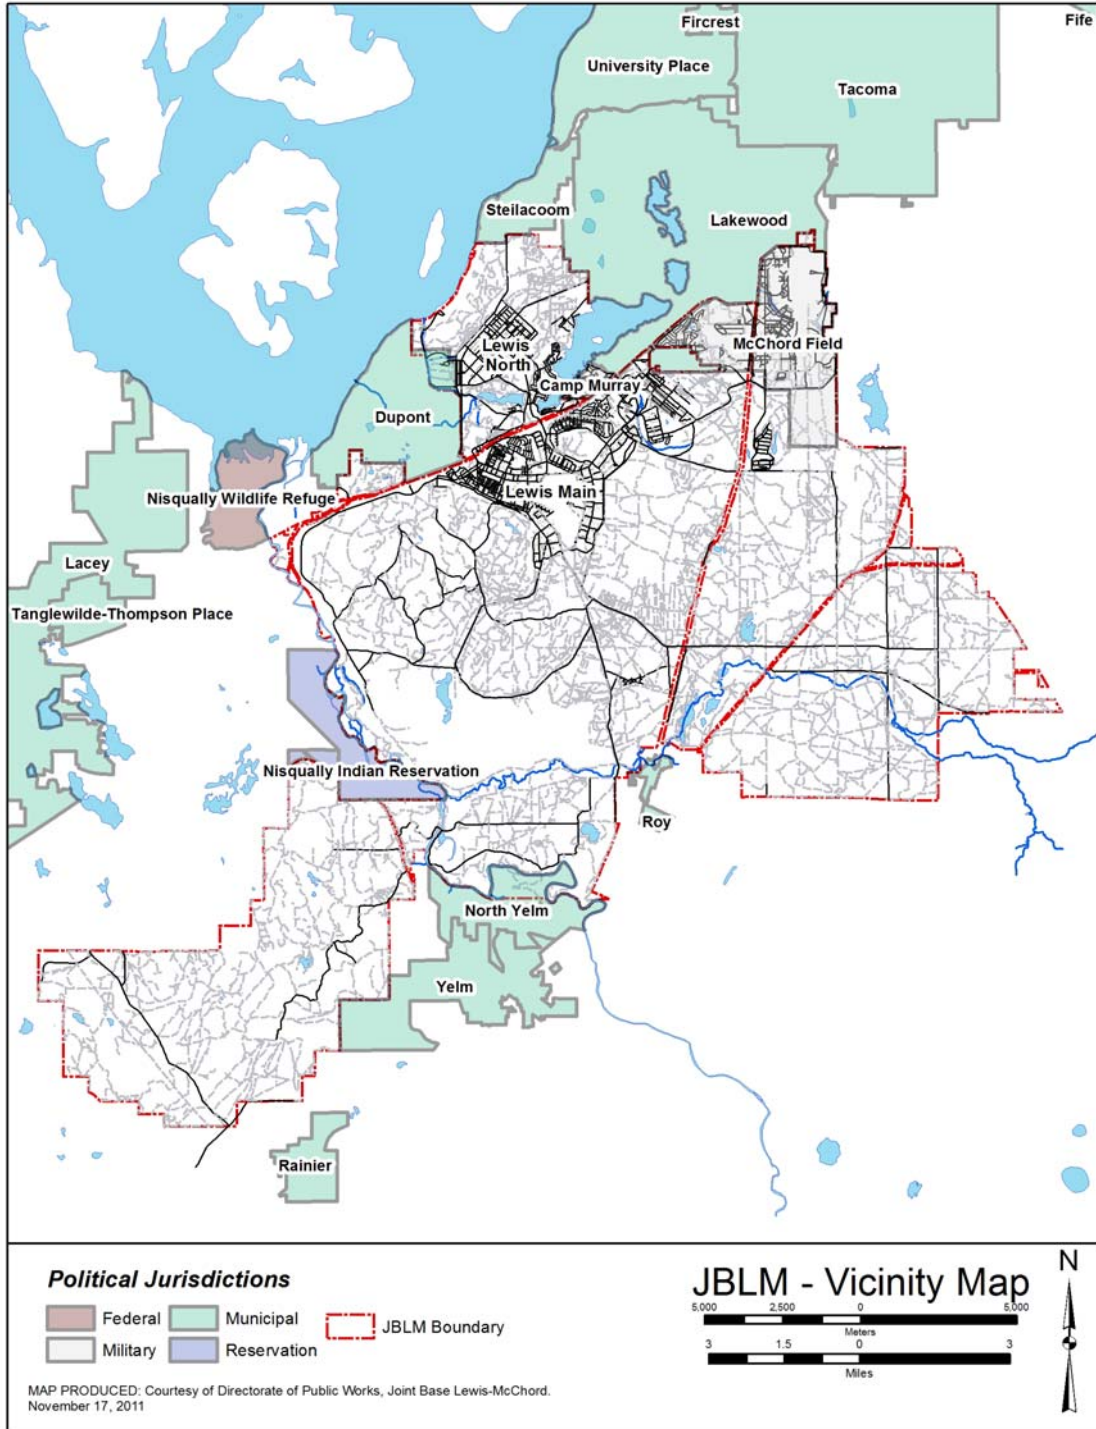 Fircrest
Fife
University Place
Tacoma
Steilacoom
Lakewood
Lewis
North
McChord Field
Camp Murray
Dupont
Nisqually Wildlife Refuge
Lewis Main
Lacey
Tanglewilde-Thompson Place
Nisqually Indian Reservation
Roy
North Yelm
Yelm
Rainier
Political Jurisdictions
Federal
Municipal
JBLM Boundary
Military
Reservation
JBLM - Vicinity Map
5,000 2,500 0 5,000
Meters
3 1.5 0 3
Miles
N
MAP PRODUCED: Courtesy of Directorate of Public Works, Joint Base Lewis-McChord.
November 17, 2011